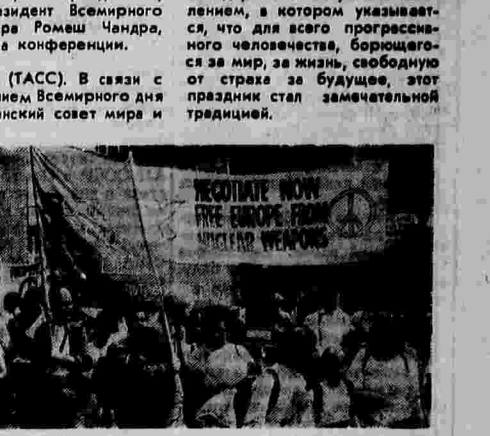 зидент Всемирного
ра Ромеш Чандра,
а конференции.
(ТАСС). В связи с
нием Всемирного дня
нский совет мира и
лением, в котором указывает-
ся, что для всего прогрессив-
ного человечества, борющего-
ся за мир, за жизнь, свободную
от страха за будущее, этот
праздник стал замечательной
традицией.
NEGOTIATE NOW
FREE EUROPE FROM
NUCLEAR WEAPONS